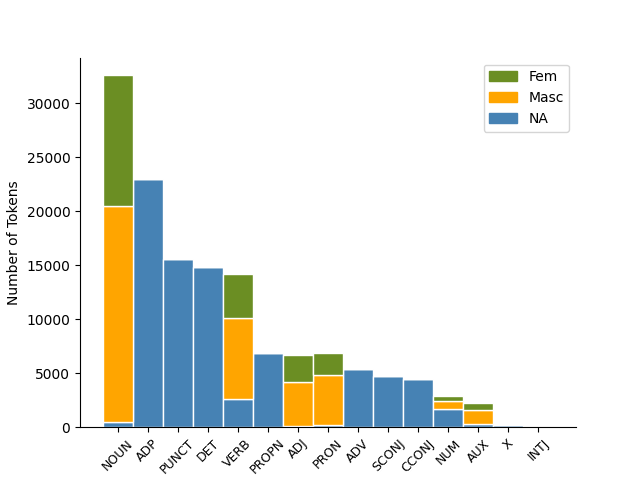 Fem
Masc
NA
30000
25000
20000
15000
10000
5000
0
Number of Tokens
NOUN
ADP
PUNCT
DET
VERB
PROPN
ADJ
PRON
ADV
SCONJ
CCONJ
NUM
AUX
X
INTJ